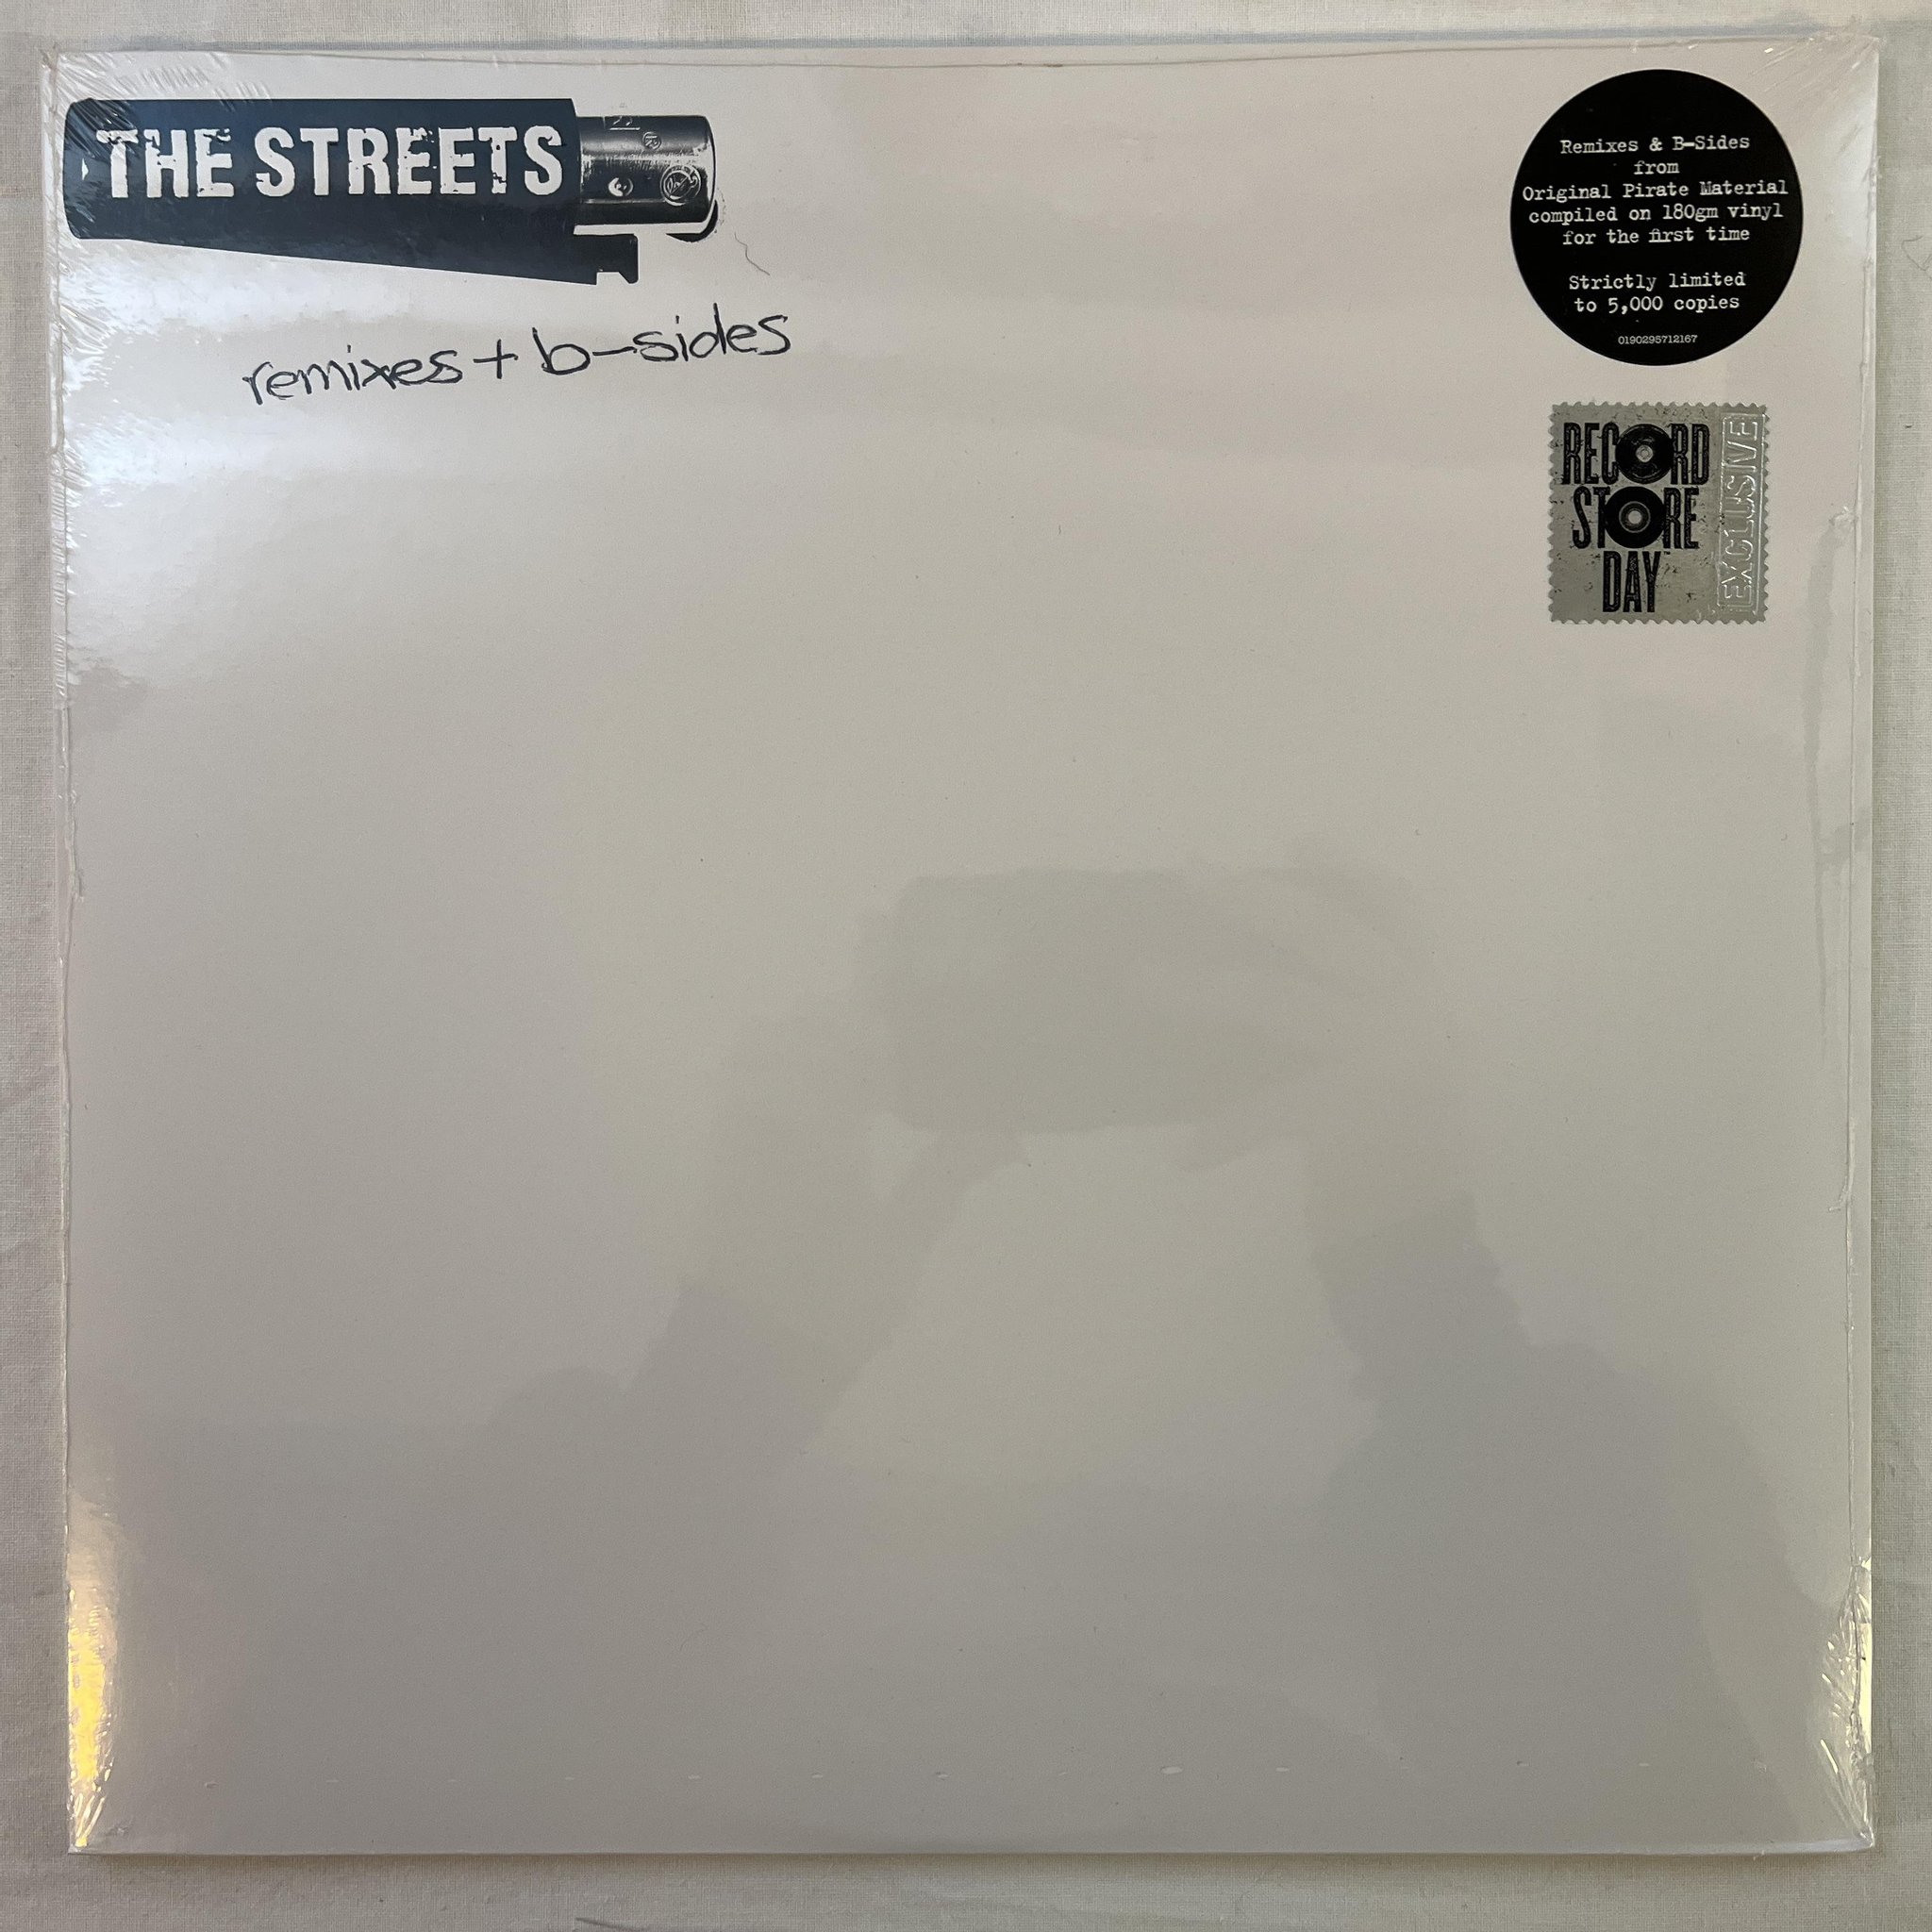 THE STREETS
remixes + b-sides
Remixes & B-Sides
from
Original Pirate Material
compiled on 180gm vinyl
for the first time
Strictly limited
to 5,000 copies
0190295712167
RECORD
STORE
DAY
EXCLUSIVE